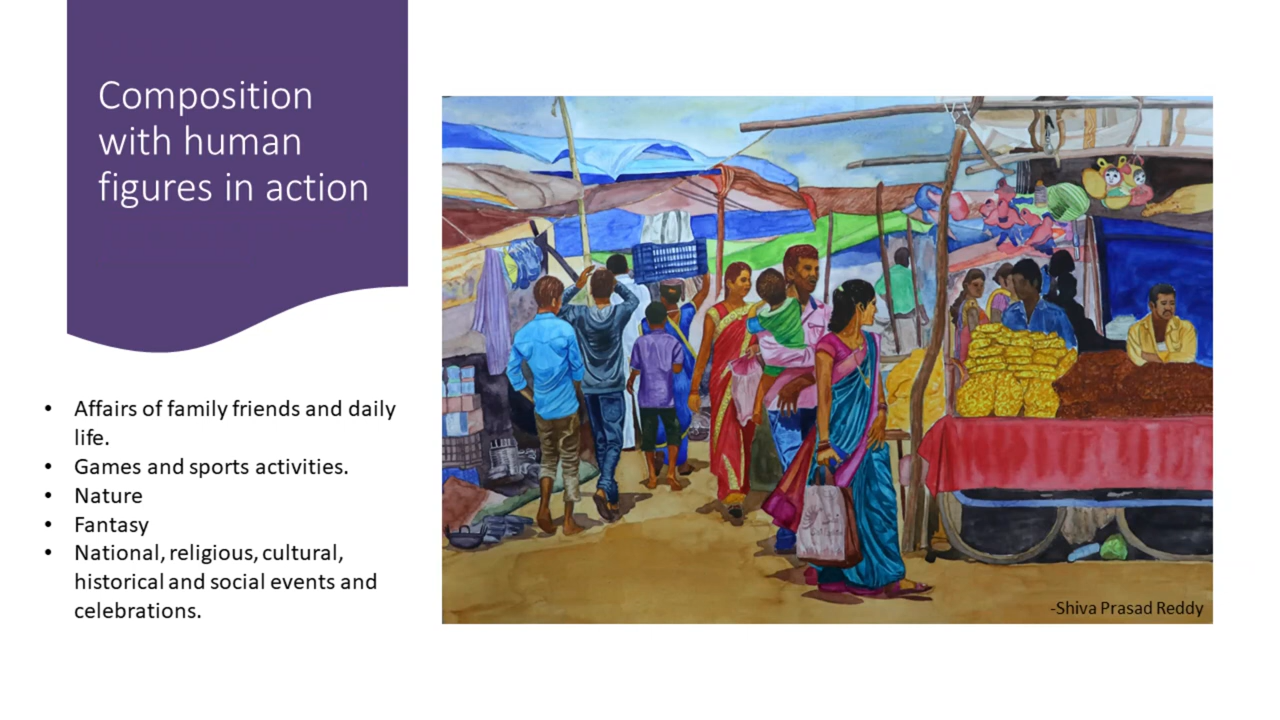 Composition
with human
figures in action
• Affairs of family friends and daily
life.
• Games and sports activities.
• Nature
• Fantasy
• National, religious, cultural,
historical and social events and
celebrations.
-Shiva Prasad Reddy